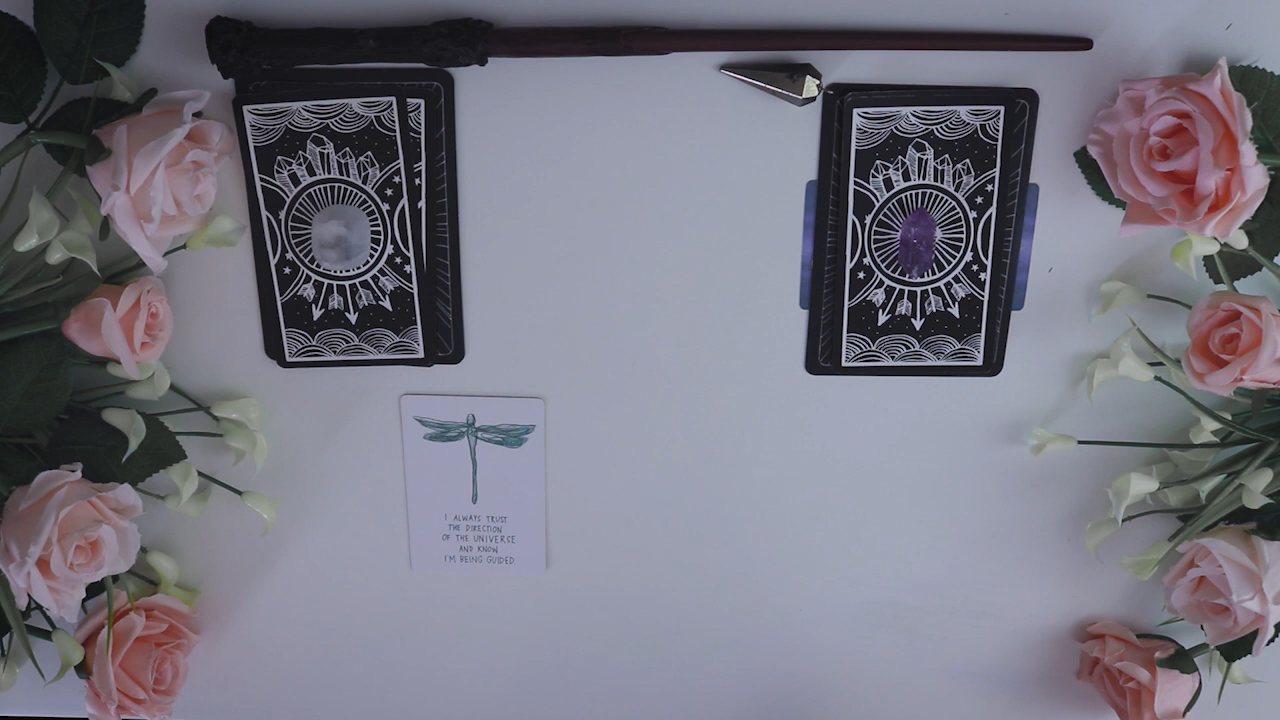 I ALWAYS TRUST
THE DIRECTION
OF THE UNIVERSE
AND KNOW
I'M BEING GUIDED.